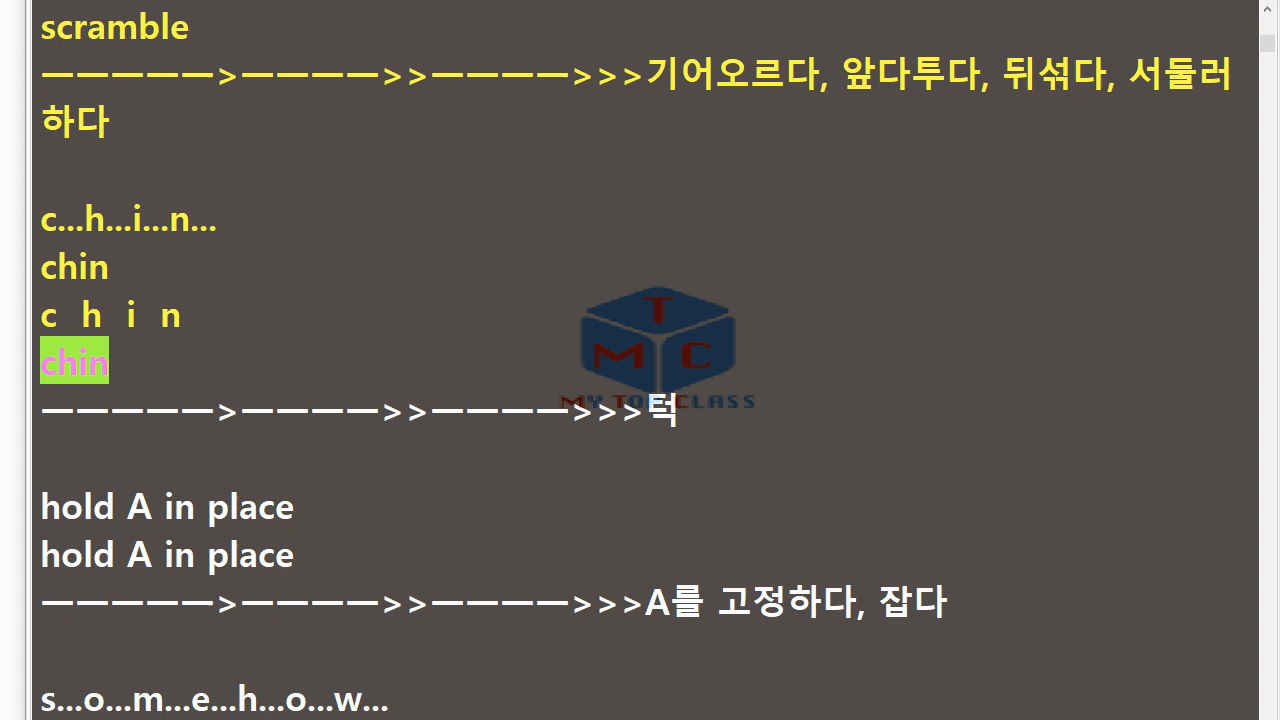 scramble
ㅡㅡㅡㅡㅡ>ㅡㅡㅡㅡ>>ㅡㅡㅡㅡ>>>기어오르다, 앞다투다, 뒤섞다, 서둘러
하다
c...h...i...n...
chin
c h i n
chin
ㅡㅡㅡㅡㅡ>ㅡㅡㅡㅡ>>ㅡㅡㅡㅡ>>>턱
T
M C
hold A in place
hold A in place
ㅡㅡㅡㅡㅡ>ㅡㅡㅡㅡ>>ㅡㅡㅡㅡ>>>A를 고정하다, 잡다
s...o...m...e...h...o...w...